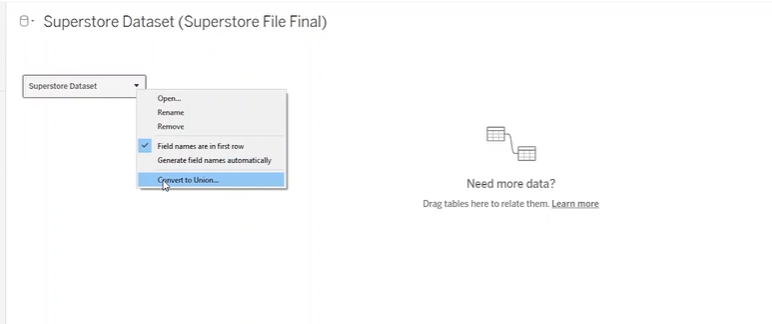 Superstore Dataset (Superstore File Final)
Superstore Dataset
Open...
Rename
Remove
Field names are in first row
Generate field names automatically
Convert to Union...
Need more data?
Drag tables here to relate them. Learn more